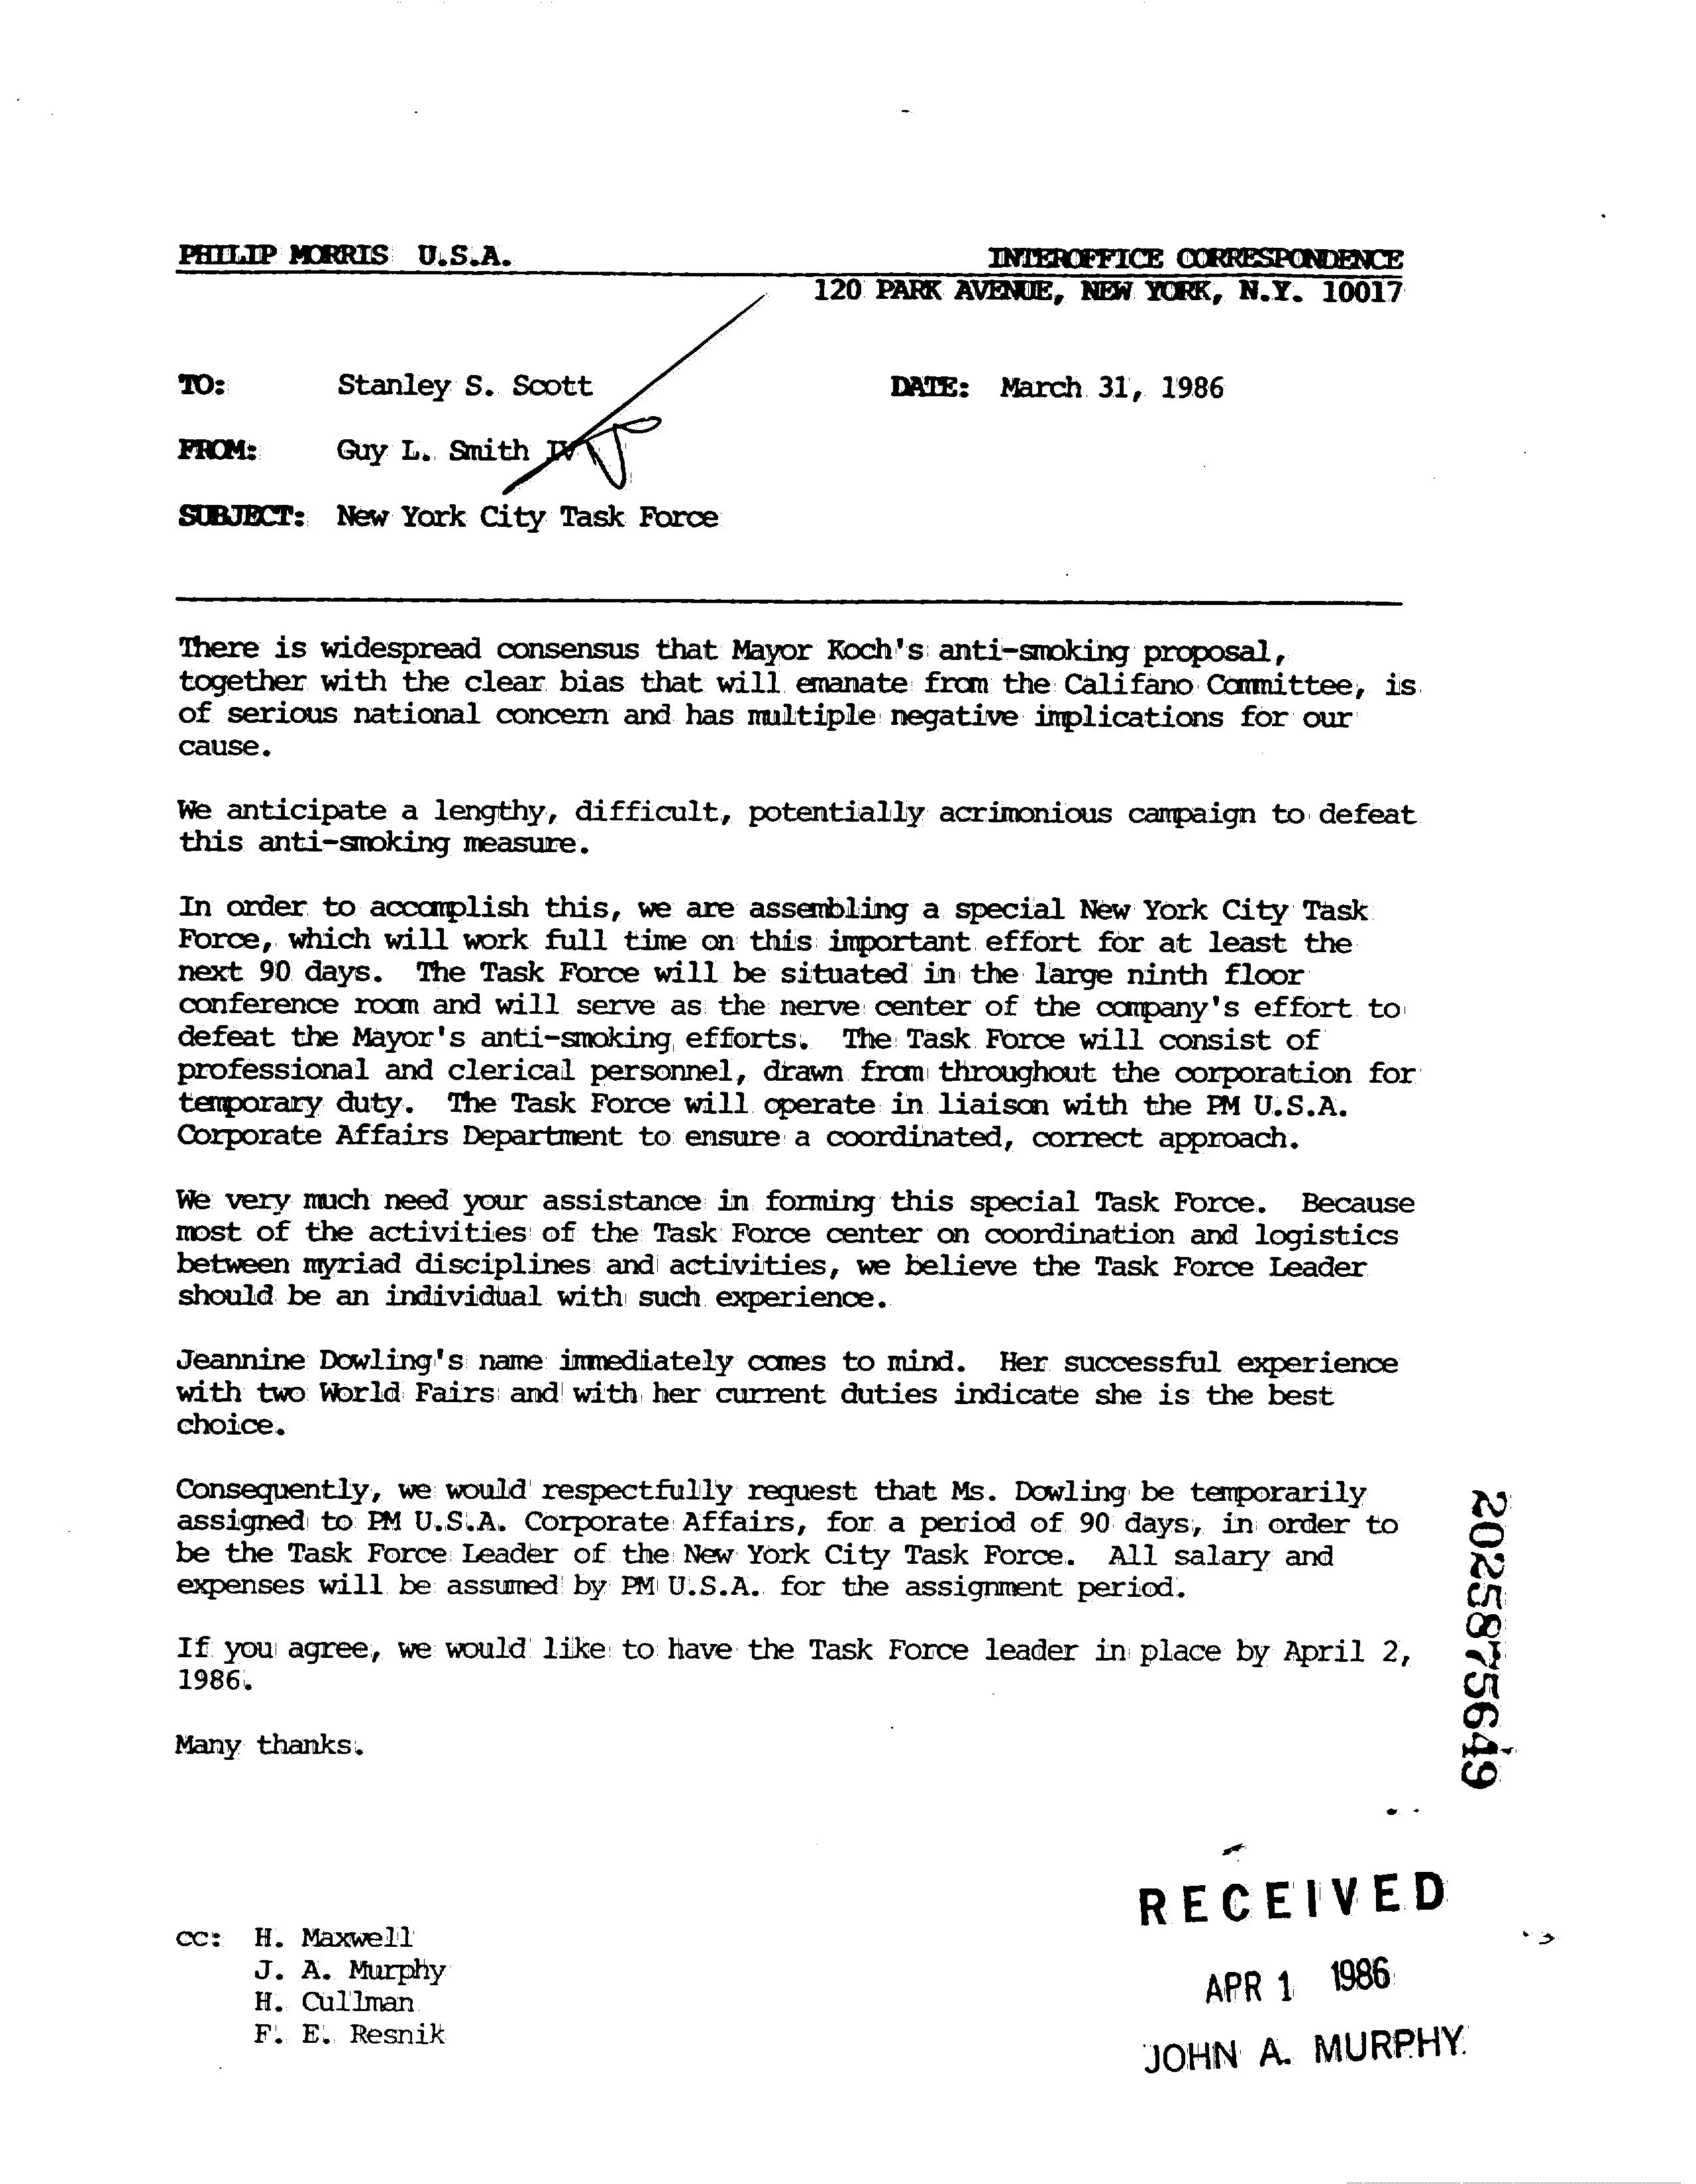 PHILIP MORRIS U.S.A. INTEROFFICE CORRESPONDENCE
120 PARK AVENUE, NEW YORK, N.Y. 10017
TO: Stanley S. Scott DATE: March 31, 1986
FROM: Guy L. Smith IV
SUBJECT: New York City Task Force
There is widespread consensus that Mayor Koch's anti-smoking proposal,
together with the clear bias that will emanate from the Califano Committee, is
of serious national concern and has multiple negative implications for our
cause.
We anticipate a lengthy, difficult, potentially acrimonious campaign to defeat
this anti-smoking measure.
In order to accomplish this, we are assembling a special New York City Task
Force, which will work full time on this important effort for at least the
next 90 days. The Task Force will be situated in the large ninth floor
conference room and will serve as the nerve center of the company's effort to
defeat the Mayor's anti-smoking efforts. The Task Force will consist of
professional and clerical personnel, drawn from throughout the corporation for
temporary duty. The Task Force will operate in liaison with the PM U.S.A.
Corporate Affairs Department to ensure a coordinated, correct approach.
We very much need your assistance in forming this special Task Force. Because
most of the activities of the Task Force center on coordination and logistics
between myriad disciplines and activities, we believe the Task Force Leader
should be an individual with such experience.
Jeannine Dowling's name immediately comes to mind. Her successful experience
with two World Fairs and with her current duties indicate she is the best
choice.
Consequently, we would respectfully request that Ms. Dowling be temporarily
assigned to PM U.S.A. Corporate Affairs, for a period of 90 days, in order to
be the Task Force Leader of the New York City Task Force. All salary and
expenses will be assumed by PM U.S.A. for the assignment period.
If you agree, we would like to have the Task Force leader in place by April 2,
1986.
Many thanks.
2025875649
RECEIVED
APR 1 1986
JOHN A. MURPHY
cc: H. Maxwell
J. A. Murphy
H. Cullman
F. E. Resnik